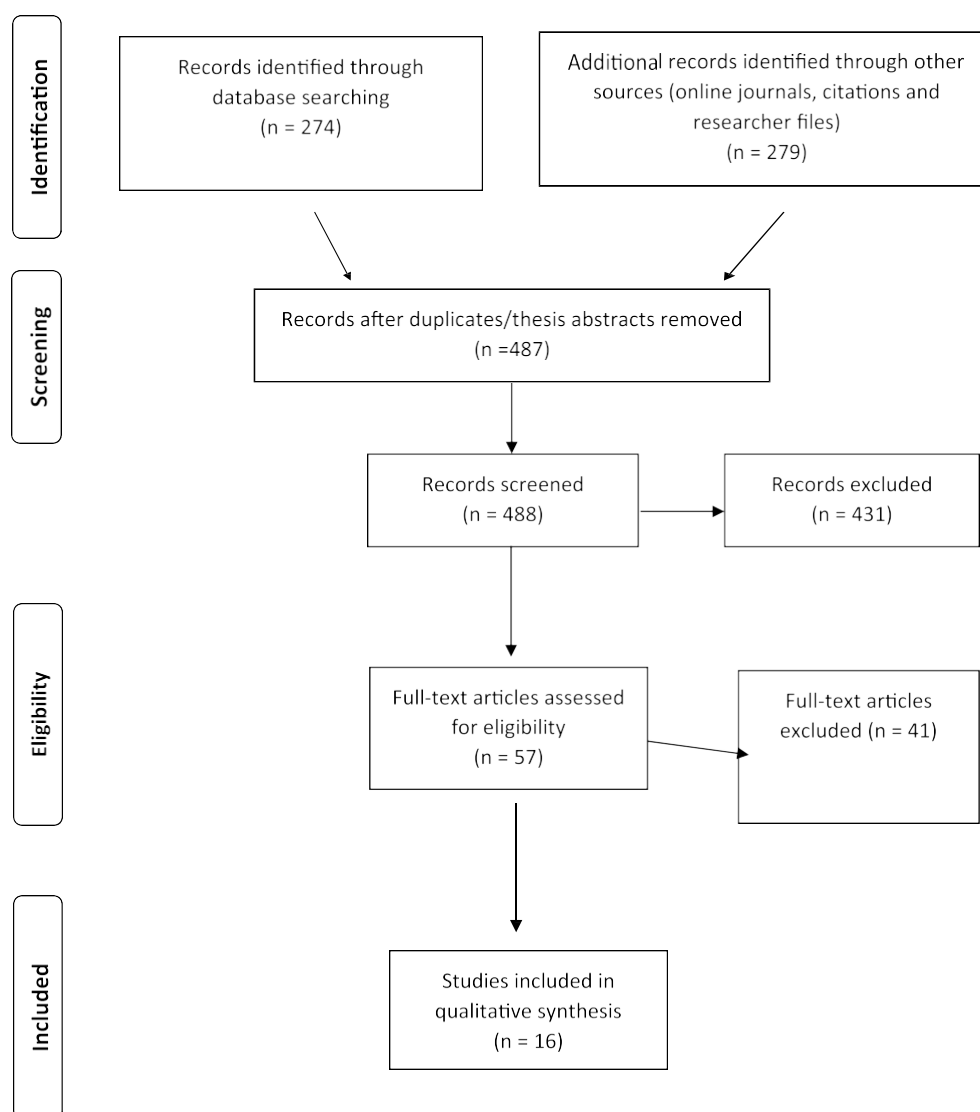 Identification
Records identified through
database searching
(n = 274)
Additional records identified through other
sources (online journals, citations and
researcher files)
(n = 279)
Screening
Records after duplicates/thesis abstracts removed
(n =487)
Records screened
(n = 488)
Records excluded
(n = 431)
Eligibility
Full-text articles assessed
for eligibility
(n = 57)
Full-text articles
excluded (n = 41)
Included
Studies included in
qualitative synthesis
(n = 16)